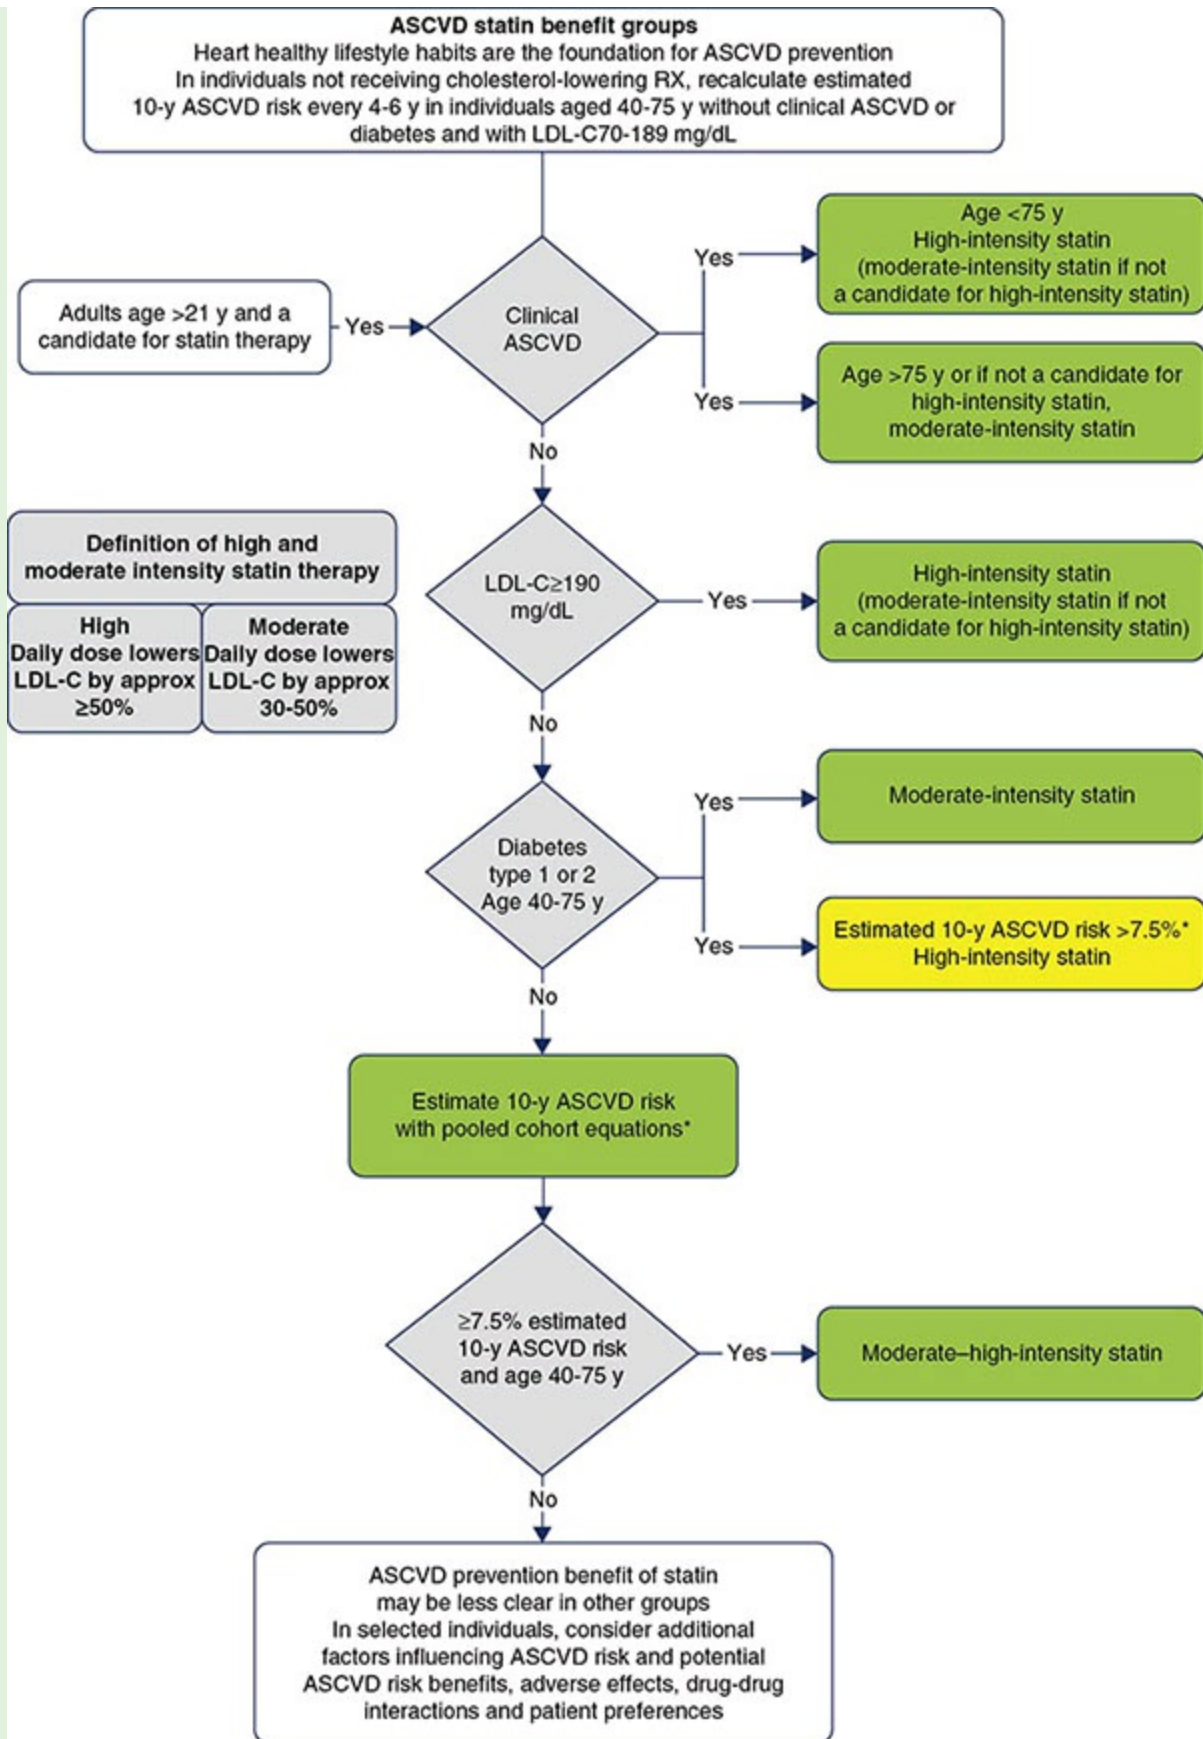 ASCVD statin benefit groups
Heart healthy lifestyle habits are the foundation for ASCVD prevention
In individuals not receiving cholesterol-lowering RX, recalculate estimated
10-y ASCVD risk every 4-6 y in individuals aged 40-75 y without clinical ASCVD or
diabetes and with LDL-C70-189 mg/dL
Adults age >21 y and a
candidate for statin therapy
Yes
Clinical
ASCVD
Yes
Age <75 y
High-intensity statin
(moderate-intensity statin if not
a candidate for high-intensity statin)
Yes
Age >75 y or if not a candidate for
high-intensity statin,
moderate-intensity statin
No
Definition of high and
moderate intensity statin therapy
High
Daily dose lowers
LDL-C by approx
≥50%
Moderate
Daily dose lowers
LDL-C by approx
30-50%
LDL-C≥190
mg/dL
Yes
High-intensity statin
(moderate-intensity statin if not
a candidate for high-intensity statin)
No
Diabetes
type 1 or 2
Age 40-75 y
Yes
Moderate-intensity statin
Yes
Estimated 10-y ASCVD risk >7.5%*
High-intensity statin
No
Estimate 10-y ASCVD risk
with pooled cohort equations*
≥7.5% estimated
10-y ASCVD risk
and age 40-75 y
Yes
Moderate–high-intensity statin
No
ASCVD prevention benefit of statin
may be less clear in other groups
In selected individuals, consider additional
factors influencing ASCVD risk and potential
ASCVD risk benefits, adverse effects, drug-drug
interactions and patient preferences